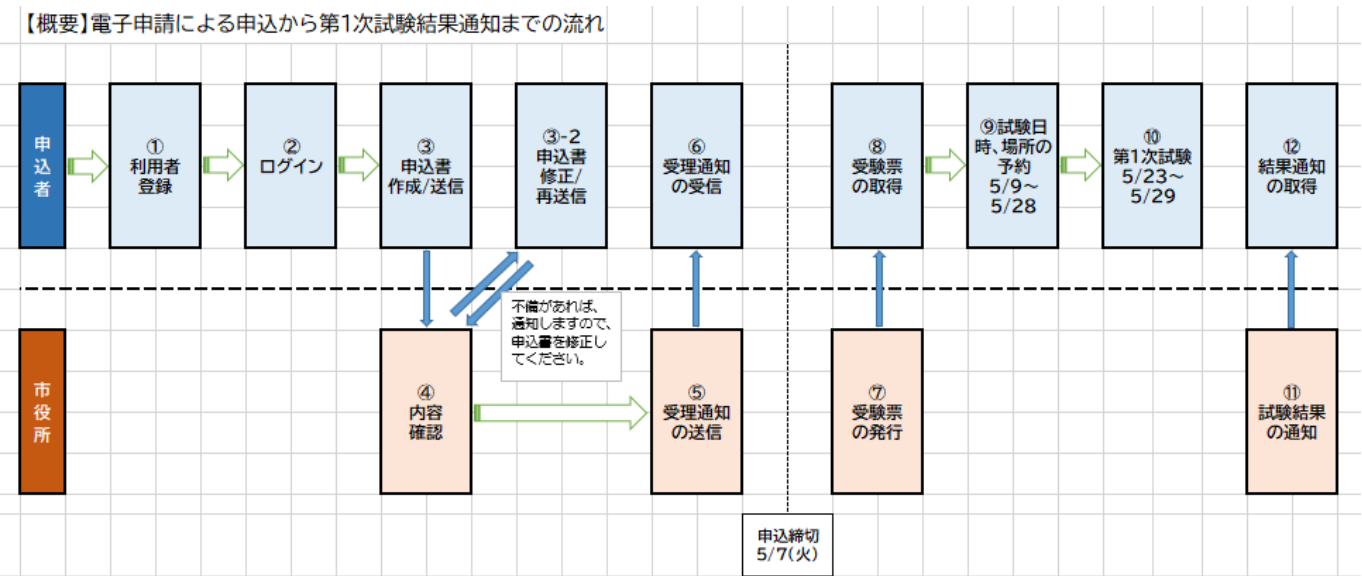 【概要】電子申請による申込から第1次試験結果通知までの流れ
申
込
者
①
利用者
登録
②
ログイン
③
申込書
作成/送信
③-2
申込書
修正/
再送信
⑥
受理通知
の受信
⑧
受験票
の取得
⑨試験日
時、場所の
予約
5/9～
5/28
⑩
第1次試験
5/23～
5/29
⑫
結果通知
の取得
不備があれば、
通知しますので、
申込書を修正し
てください。
市
役
所
④
内容
確認
⑤
受理通知
の送信
⑦
受験票
の発行
⑪
試験結果
の通知
申込締切
5/7(火)